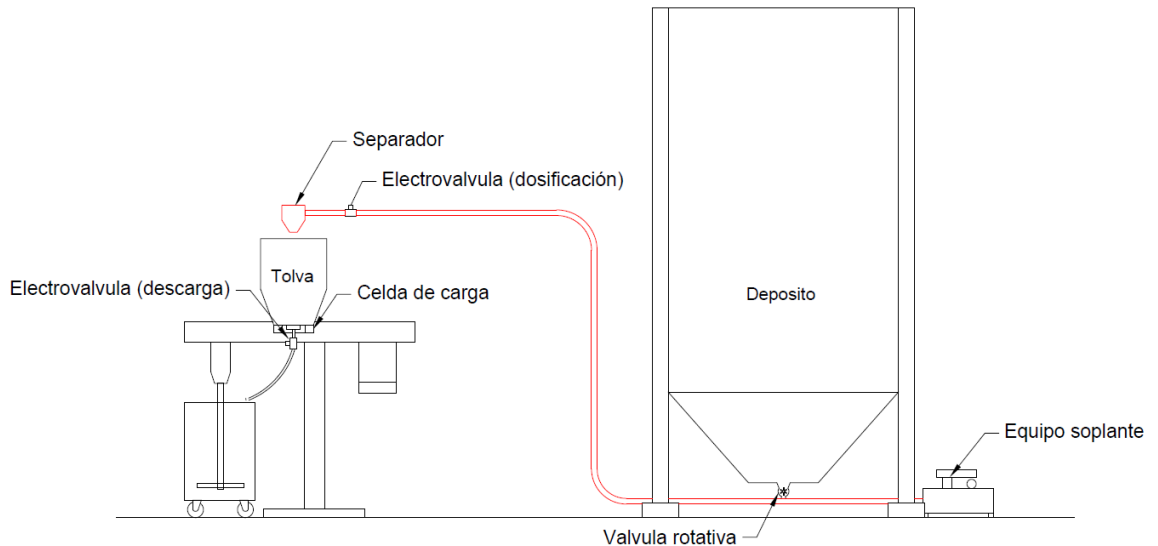 Separador
Electrovalvula (dosificación)
Tolva
Electrovalvula (descarga)
Celda de carga
Deposito
Equipo soplante
Valvula rotativa